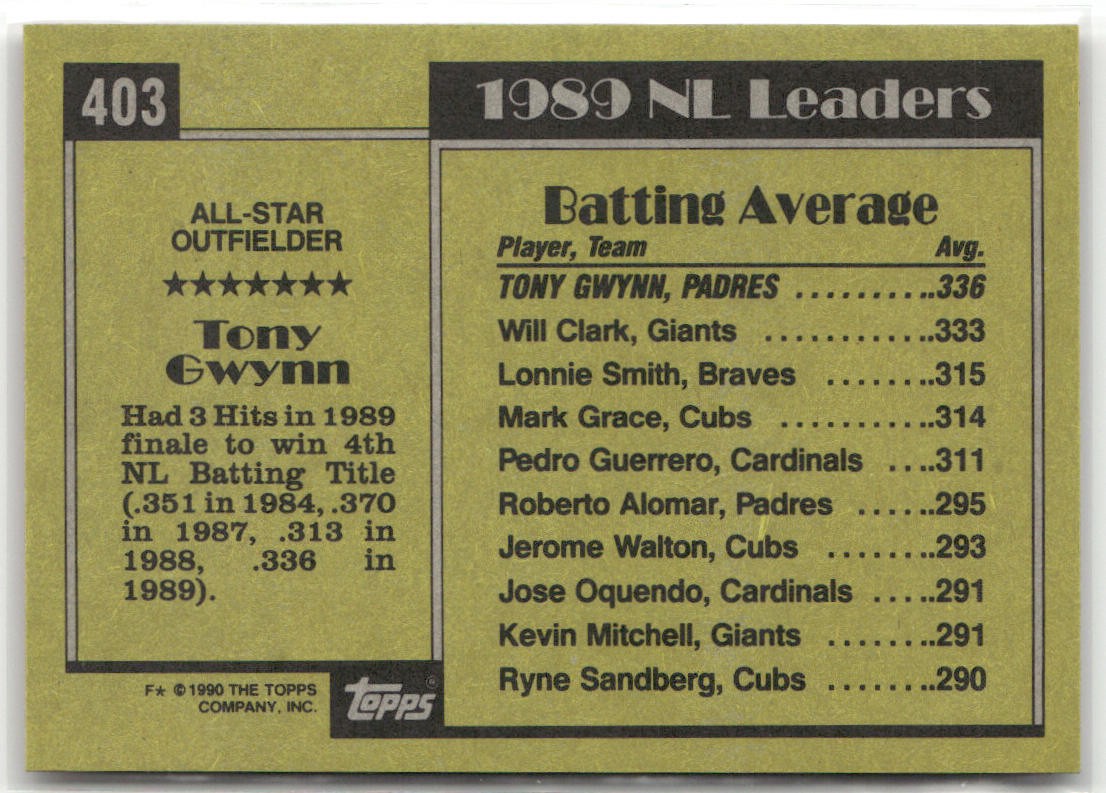 403
ALL-STAR
OUTFIELDER
★★★★★★★
Tony
Gwynn
Had 3 Hits in 1989
finale to win 4th
NL Batting Title
(.351 in 1984, .370
in 1987, .313 in
1988, .336 in
1989).
F★ © 1990 THE TOPPS
COMPANY, INC.
topps®
1989 NL Leaders
Batting Average
Player, Team Avg.
TONY GWYNN, PADRES ..........336
Will Clark, Giants ............333
Lonnie Smith, Braves ........315
Mark Grace, Cubs ...........314
Pedro Guerrero, Cardinals ....311
Roberto Alomar, Padres ......295
Jerome Walton, Cubs ........293
Jose Oquendo, Cardinals .....291
Kevin Mitchell, Giants ........291
Ryne Sandberg, Cubs ........290